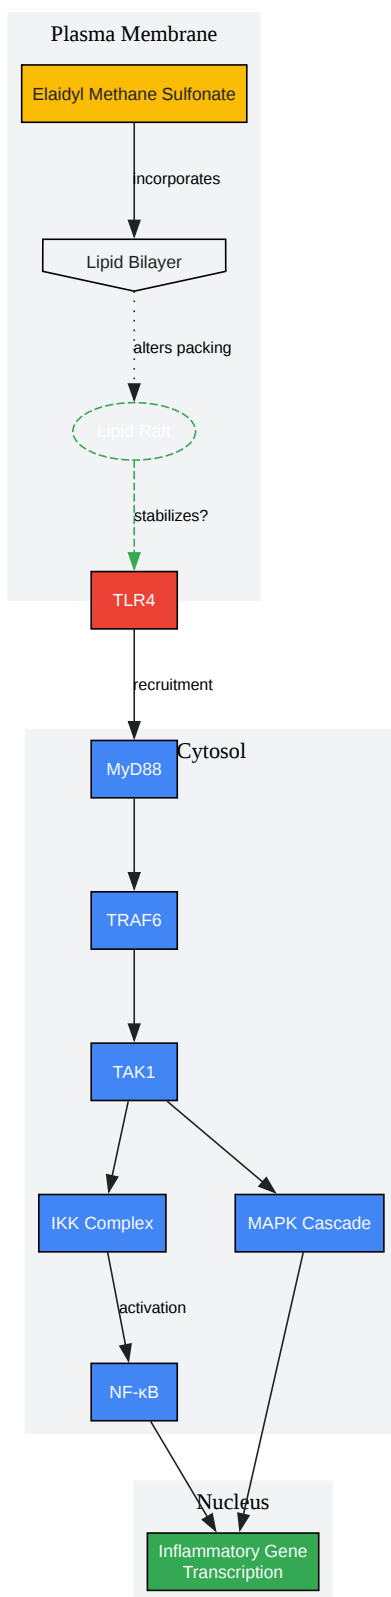 Plasma Membrane
Elaidyl Methane Sulfonate
incorporates
Lipid Bilayer
alters packing
Lipid Raft
stabilizes?
TLR4
recruitment
Cytosol
MyD88
TRAF6
TAK1
IKK Complex
MAPK Cascade
activation
NF-κB
Nucleus
Inflammatory Gene
Transcription